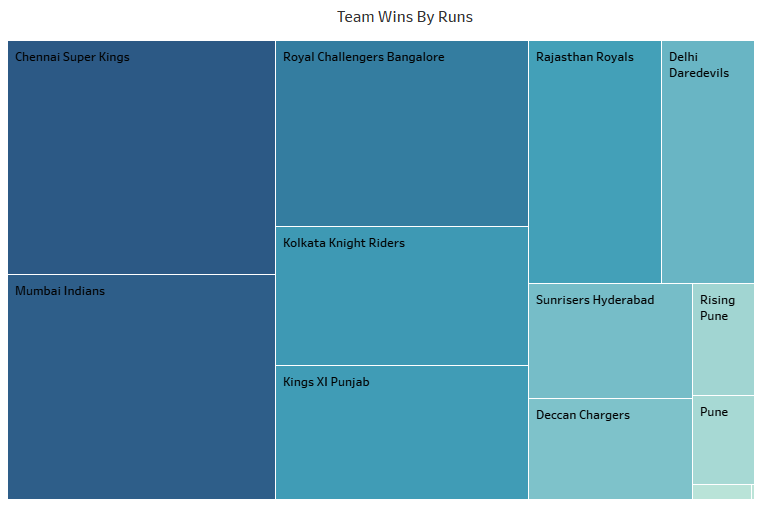 Team Wins By Runs
Chennai Super Kings
Mumbai Indians
Royal Challengers Bangalore
Kolkata Knight Riders
Kings XI Punjab
Rajasthan Royals
Delhi
Daredevils
Sunrisers Hyderabad
Deccan Chargers
Rising
Pune
Pune